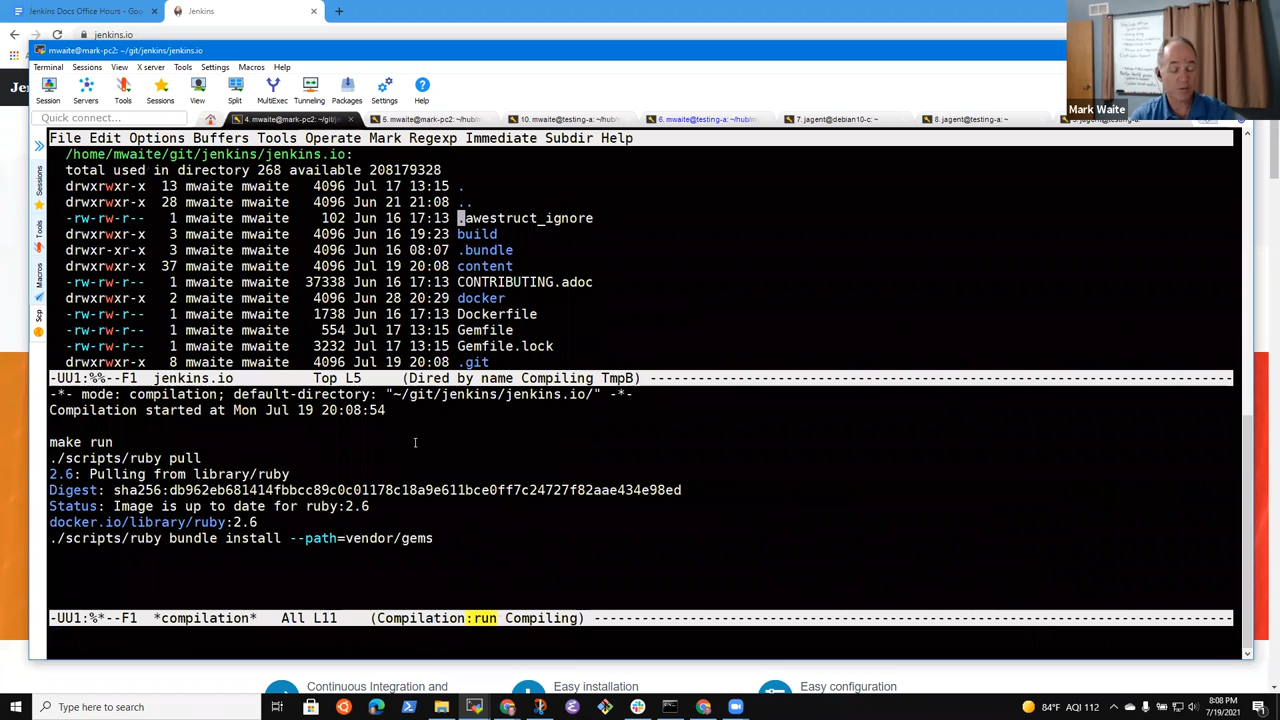 Jenkins Docs Office Hours - Goo
Jenkins
jenkins.io
mwaite@mark-pc2: ~/git/jenkins/jenkins.io
Mark Waite
Terminal Sessions View X server Tools Settings Macros Help
Session Servers Tools Sessions View Split MultiExec Tunneling Packages Settings Help
Quick connect...
4. mwaite@mark-pc2: ~/git/je
5. mwaite@mark-pc2: ~/hub/m
10. mwaite@testing-a: ~/hub/
6. mwaite@testing-a: ~/hub/m
7. jagent@debian10-c: ~
8. jagent@testing-a: ~
Sessions
Tools
Macros
Scp
File Edit Options Buffers Tools Operate Mark Regexp Immediate Subdir Help
/home/mwaite/git/jenkins/jenkins.io:
total used in directory 268 available 208179328
drwxrwxr-x 13 mwaite mwaite 4096 Jul 17 13:15 .
drwxrwxr-x 28 mwaite mwaite 4096 Jun 21 21:08 ..
-rw-rw-r-- 1 mwaite mwaite 102 Jun 16 17:13 .awestruct_ignore
drwxrwxr-x 3 mwaite mwaite 4096 Jun 16 19:23 build
drwxrwxr-x 3 mwaite mwaite 4096 Jun 16 08:07 .bundle
drwxrwxr-x 37 mwaite mwaite 4096 Jul 19 20:08 content
-rw-rw-r-- 1 mwaite mwaite 37338 Jun 16 17:13 CONTRIBUTING.adoc
drwxrwxr-x 2 mwaite mwaite 4096 Jun 28 20:29 docker
-rw-rw-r-- 1 mwaite mwaite 1738 Jun 16 17:13 Dockerfile
-rw-rw-r-- 1 mwaite mwaite 554 Jul 17 13:15 Gemfile
-rw-rw-r-- 1 mwaite mwaite 3232 Jul 17 13:15 Gemfile.lock
drwxrwxr-x 8 mwaite mwaite 4096 Jul 19 20:08 .git
-UU1:%%--F1 jenkins.io Top L5 (Dired by name Compiling TmpB) ----------------------------------------
-*- mode: compilation; default-directory: "~/git/jenkins/jenkins.io/" -*-
Compilation started at Mon Jul 19 20:08:54
make run
./scripts/ruby pull
2.6: Pulling from library/ruby
Digest: sha256:db962eb681414fbbcc89c0c01178c18a9e611bce0ff7c24727f82aae434e98ed
Status: Image is up to date for ruby:2.6
docker.io/library/ruby:2.6
./scripts/ruby bundle install --path=vendor/gems
-UU1:%*--F1 *compilation* All L11 (Compilation:run Compiling) ----------------------------------------
Continuous Integration and
Easy installation
Easy configuration
Type here to search
84°F AQI 112
8:08 PM
7/19/2021